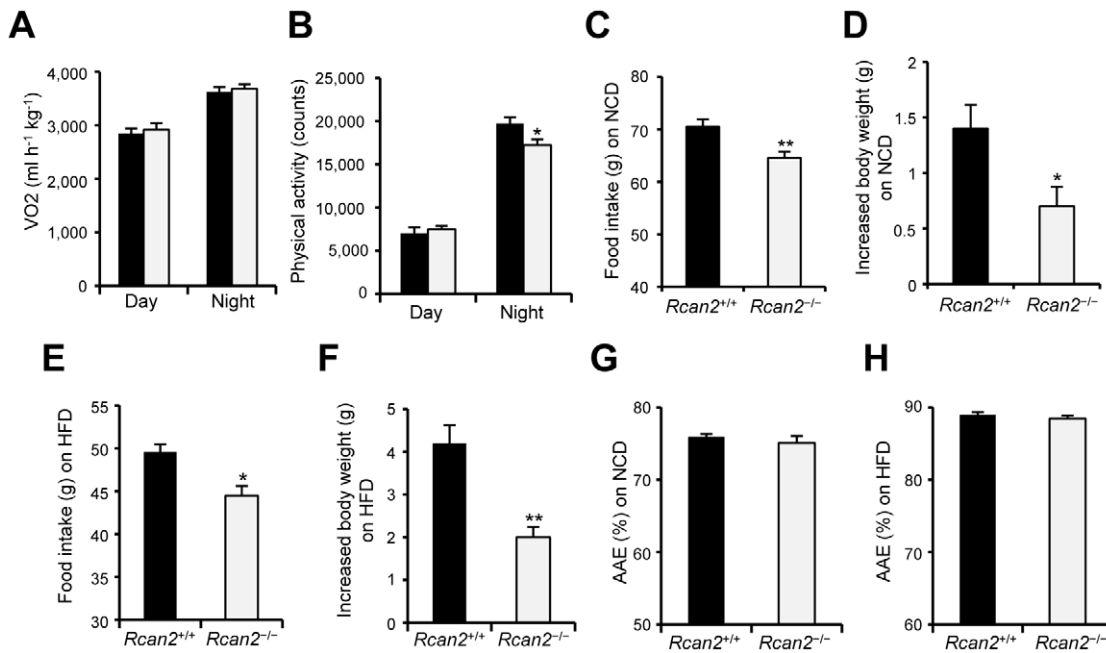 A
VO2 (ml h⁻¹ kg⁻¹)
4,000
3,000
2,000
1,000
0
Day
Night
B
Physical activity (counts)
25,000
20,000
15,000
10,000
5,000
0
*
Day
Night
C
Food intake (g) on NCD
80
70
60
50
40
**
Rcan2⁺/⁺
Rcan2⁻/⁻
D
Increased body weight (g)
on NCD
2
1.5
1
0.5
0
*
Rcan2⁺/⁺
Rcan2⁻/⁻
E
Food intake (g) on HFD
55
50
45
40
35
30
*
Rcan2⁺/⁺
Rcan2⁻/⁻
F
Increased body weight (g)
on HFD
5
4
3
2
1
0
**
Rcan2⁺/⁺
Rcan2⁻/⁻
G
AAE (%) on NCD
80
70
60
50
Rcan2⁺/⁺
Rcan2⁻/⁻
H
AAE (%) on HFD
90
80
70
60
Rcan2⁺/⁺
Rcan2⁻/⁻